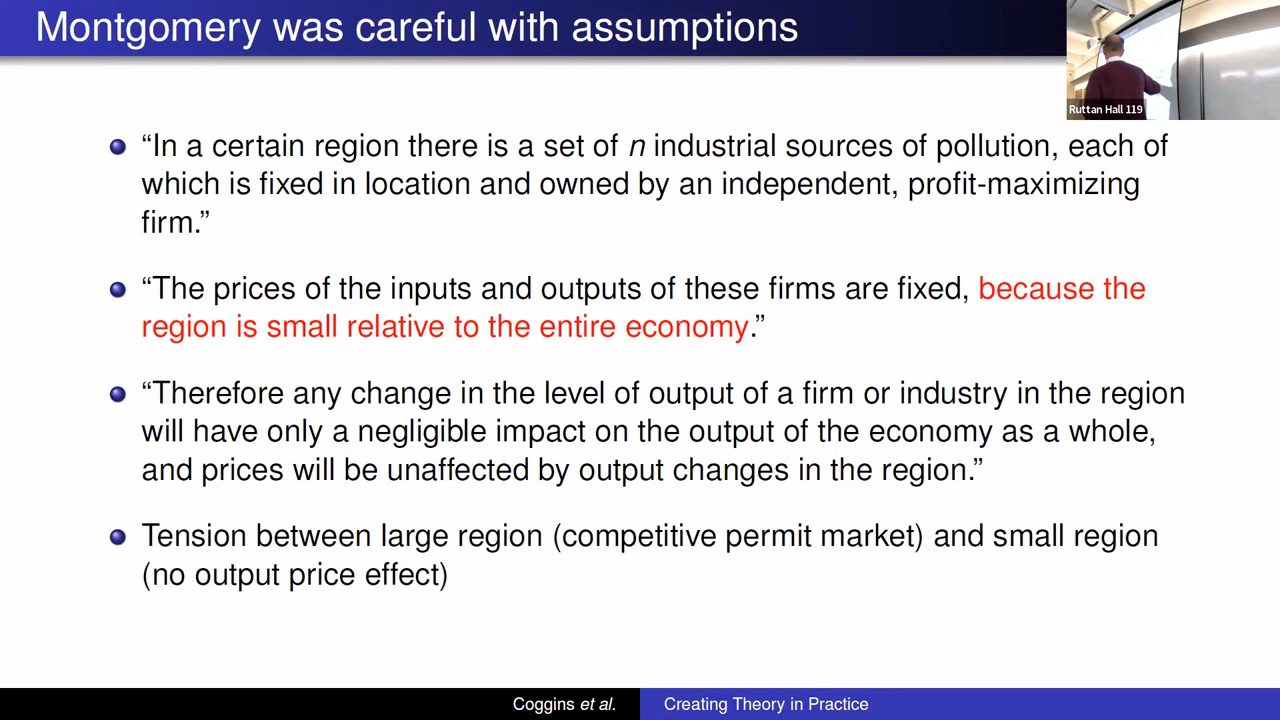 Montgomery was careful with assumptions
Ruttan Hall 119
“In a certain region there is a set of n industrial sources of pollution, each of
which is fixed in location and owned by an independent, profit-maximizing
firm.”
“The prices of the inputs and outputs of these firms are fixed, because the
region is small relative to the entire economy.”
“Therefore any change in the level of output of a firm or industry in the region
will have only a negligible impact on the output of the economy as a whole,
and prices will be unaffected by output changes in the region.”
Tension between large region (competitive permit market) and small region
(no output price effect)
Coggins et al.
Creating Theory in Practice